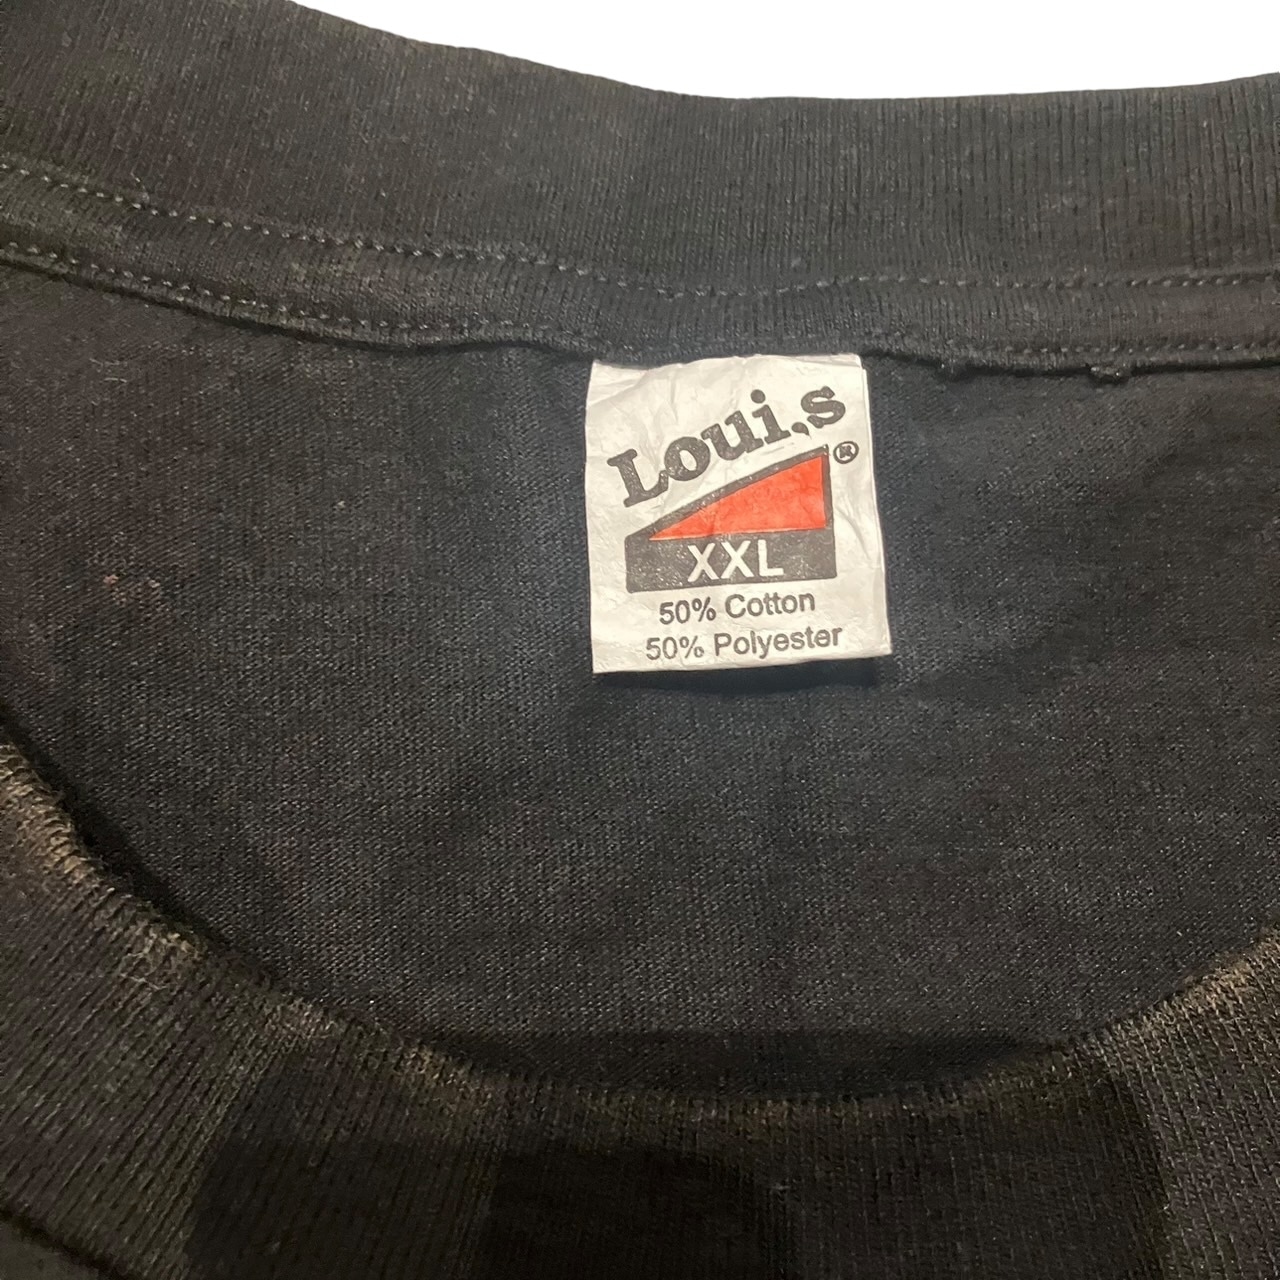 Loui,s
®
XXL
50% Cotton
50% Polyester